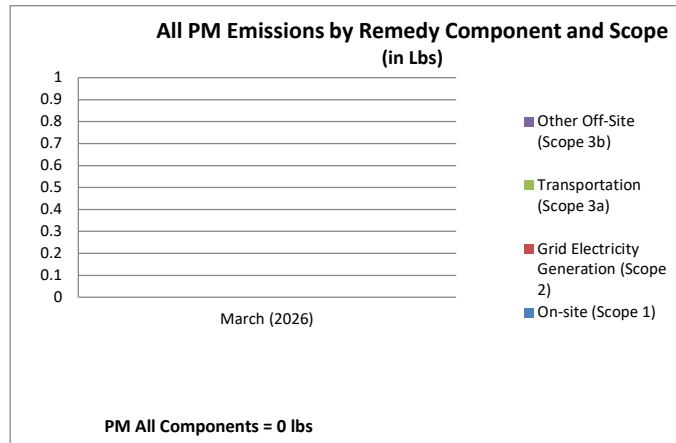 All PM Emissions by Remedy Component and Scope
(in Lbs)
1
0.9
0.8
0.7
0.6
0.5
0.4
0.3
0.2
0.1
0
March (2026)
Other Off-Site
(Scope 3b)
Transportation
(Scope 3a)
Grid Electricity
Generation (Scope
2)
On-site (Scope 1)
PM All Components = 0 lbs